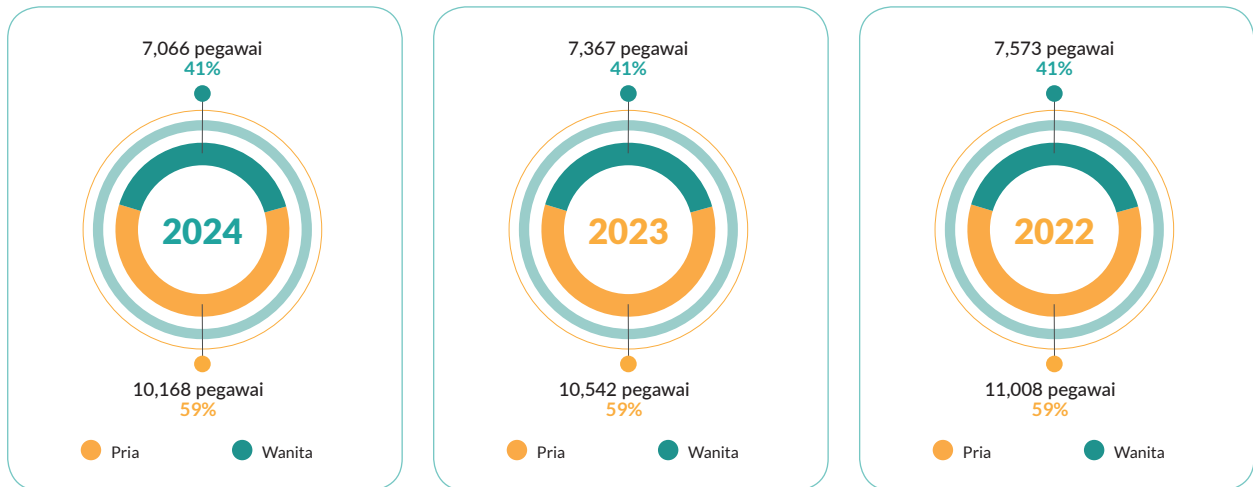 7,066 pegawai
41%
2024
10,168 pegawai
59%
Pria
Wanita
7,367 pegawai
41%
2023
10,542 pegawai
59%
Pria
Wanita
7,573 pegawai
41%
2022
11,008 pegawai
59%
Pria
Wanita